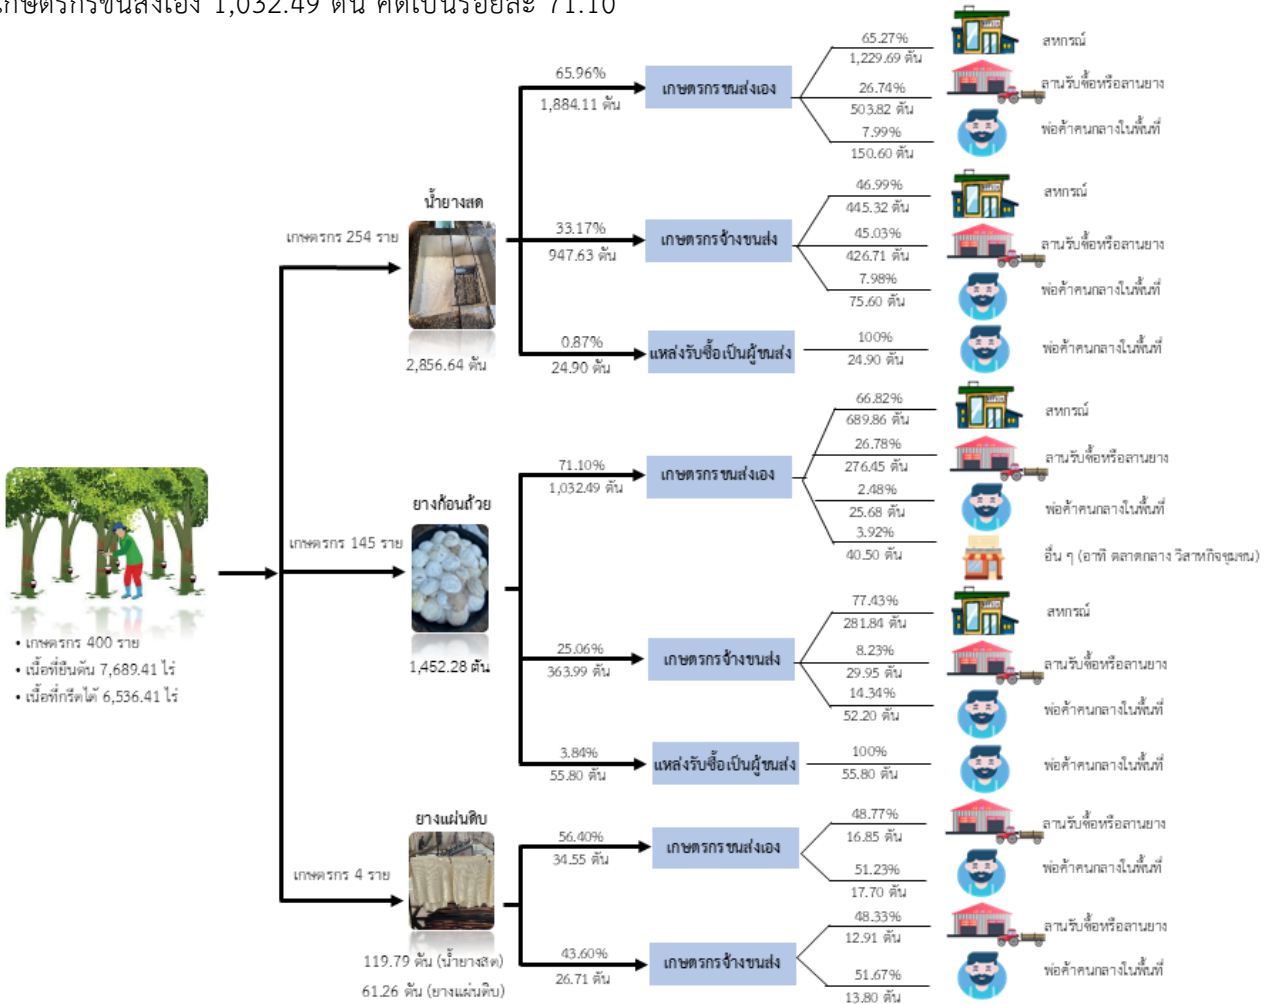 เกษตรกรขนส่งเอง 1,032.49 ตัน คิดเป็นร้อยละ 71.10
• เกษตรกร 400 ราย
• เนื้อที่ยืนต้น 7,689.41 ไร่
• เนื้อที่กรีดได้ 6,536.41 ไร่
เกษตรกร 254 ราย
น้ำยางสด
2,856.64 ตัน
65.96%
1,884.11 ตัน
เกษตรกรขนส่งเอง
65.27%
1,229.69 ตัน
สหกรณ์
26.74%
503.82 ตัน
ลานรับซื้อหรือลานยาง
7.99%
150.60 ตัน
พ่อค้าคนกลางในพื้นที่
33.17%
947.63 ตัน
เกษตรกรจ้างขนส่ง
46.99%
445.32 ตัน
สหกรณ์
45.03%
426.71 ตัน
ลานรับซื้อหรือลานยาง
7.98%
75.60 ตัน
พ่อค้าคนกลางในพื้นที่
0.87%
24.90 ตัน
แหล่งรับซื้อเป็นผู้ขนส่ง
100%
24.90 ตัน
พ่อค้าคนกลางในพื้นที่
เกษตรกร 145 ราย
ยางก้อนถ้วย
1,452.28 ตัน
71.10%
1,032.49 ตัน
เกษตรกรขนส่งเอง
66.82%
689.86 ตัน
สหกรณ์
26.78%
276.45 ตัน
ลานรับซื้อหรือลานยาง
2.48%
25.68 ตัน
พ่อค้าคนกลางในพื้นที่
3.92%
40.50 ตัน
อื่น ๆ (อาทิ ตลาดกลาง วิสาหกิจชุมชน)
25.06%
363.99 ตัน
เกษตรกรจ้างขนส่ง
77.43%
281.84 ตัน
สหกรณ์
8.23%
29.95 ตัน
ลานรับซื้อหรือลานยาง
14.34%
52.20 ตัน
พ่อค้าคนกลางในพื้นที่
3.84%
55.80 ตัน
แหล่งรับซื้อเป็นผู้ขนส่ง
100%
55.80 ตัน
พ่อค้าคนกลางในพื้นที่
เกษตรกร 4 ราย
ยางแผ่นดิบ
119.79 ตัน (น้ำยางสด)
61.26 ตัน (ยางแผ่นดิบ)
56.40%
34.55 ตัน
เกษตรกรขนส่งเอง
48.77%
16.85 ตัน
ลานรับซื้อหรือลานยาง
51.23%
17.70 ตัน
พ่อค้าคนกลางในพื้นที่
43.60%
26.71 ตัน
เกษตรกรจ้างขนส่ง
48.33%
12.91 ตัน
ลานรับซื้อหรือลานยาง
51.67%
13.80 ตัน
พ่อค้าคนกลางในพื้นที่